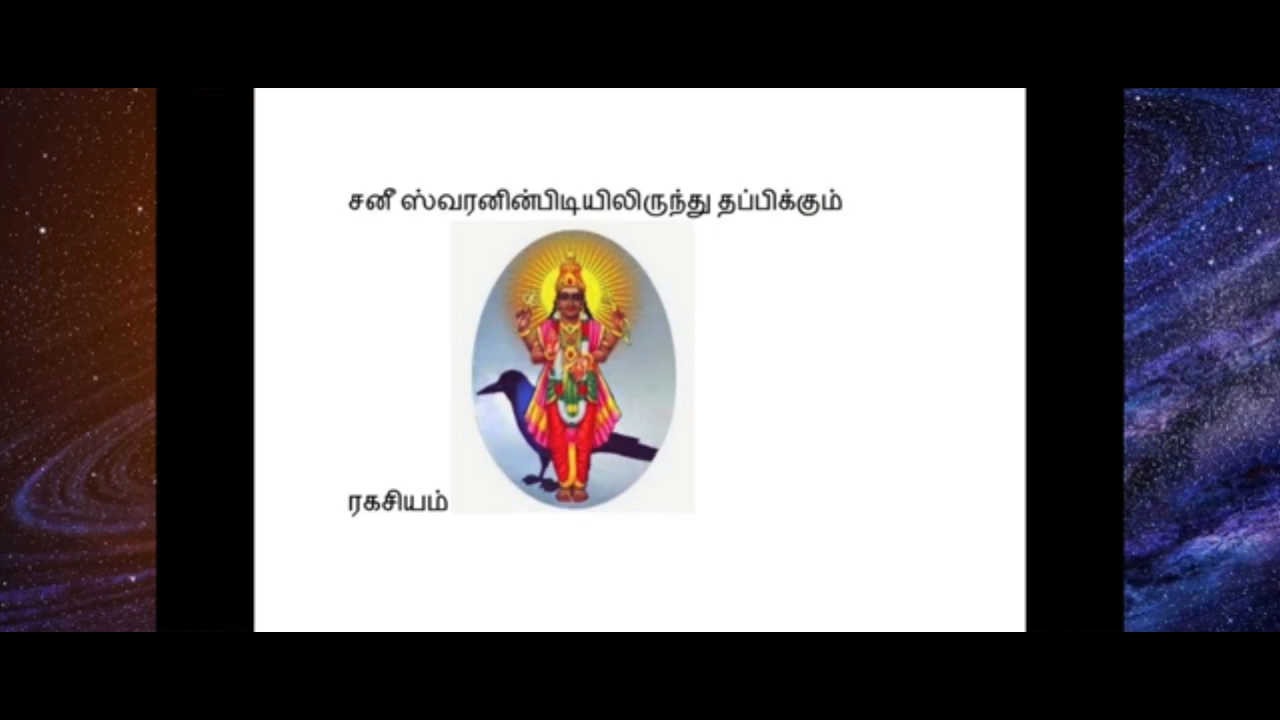 சனீ ஸ்வரனின்பிடியிலிருந்து தப்பிக்கும்
ரகசியம்